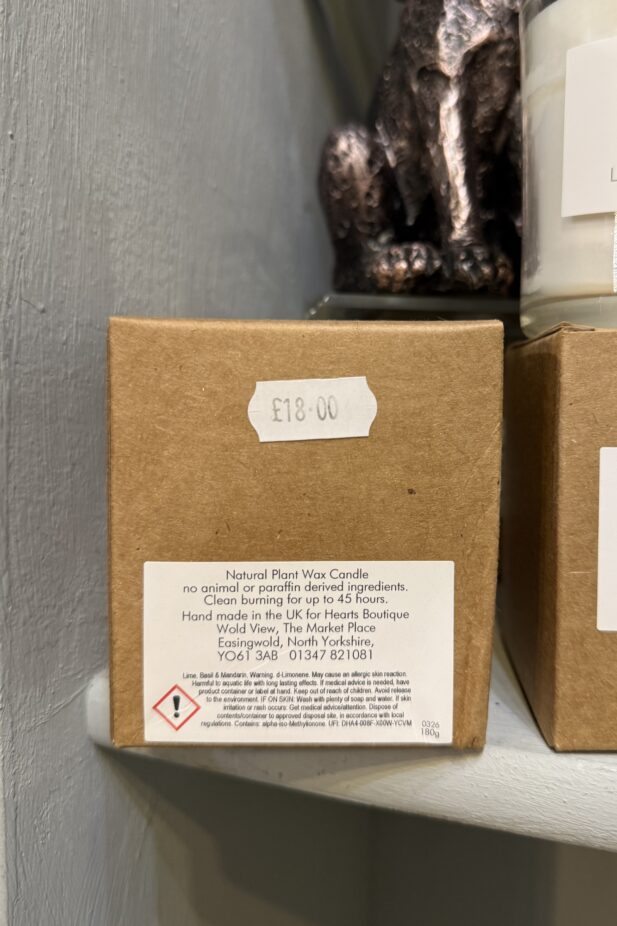 £18·00
Natural Plant Wax Candle
no animal or paraffin derived ingredients.
Clean burning for up to 45 hours.
Hand made in the UK for Hearts Boutique
Wold View, The Market Place
Easingwold, North Yorkshire,
YO61 3AB 01347 821081
Lime, Basil & Mandarin. Warning. d-Limonene. May cause an allergic skin reaction.
Harmful to aquatic life with long lasting effects. If medical advice is needed, have
product container or label at hand. Keep out of reach of children. Avoid release
to the environment. IF ON SKIN: Wash with plenty of soap and water. If skin
irritation or rash occurs: Get medical advice/attention. Dispose of
contents/container to approved disposal site, in accordance with local
regulations. Contains: alpha-iso-Methylionone. UFI: DHA4-008F-X00W-YCVM
0326
180g